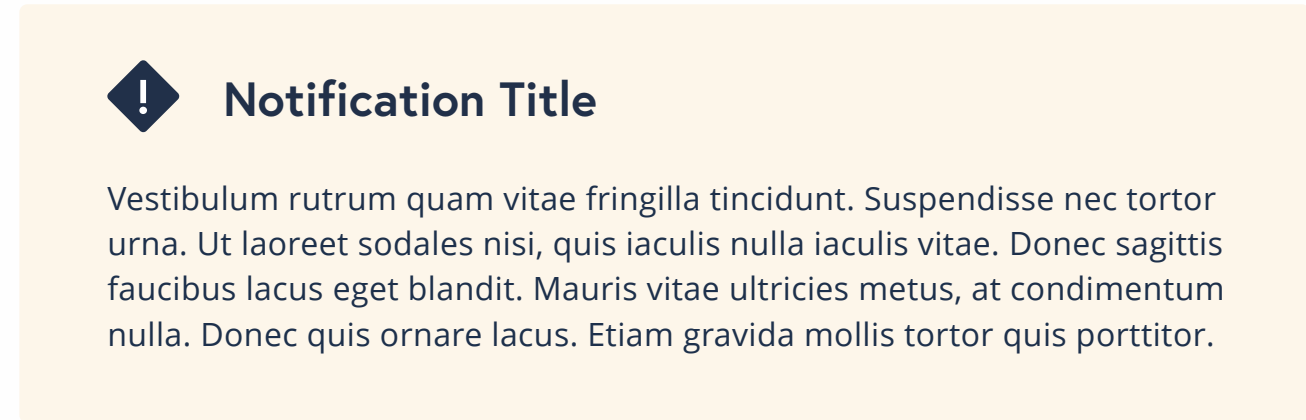 !
Notification Title
Vestibulum rutrum quam vitae fringilla tincidunt. Suspendisse nec tortor
urna. Ut laoreet sodales nisi, quis iaculis nulla iaculis vitae. Donec sagittis
faucibus lacus eget blandit. Mauris vitae ultricies metus, at condimentum
nulla. Donec quis ornare lacus. Etiam gravida mollis tortor quis porttitor.